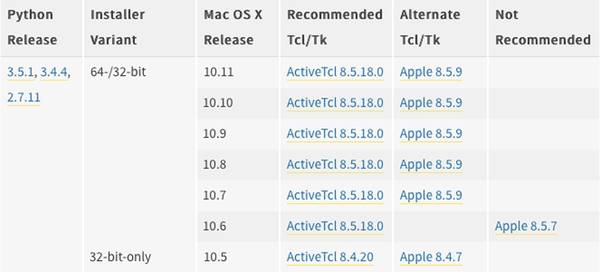 Python Installer Mac OS X Recommended Alternate Not
Release Variant Release Tcl/Tk Tcl/Tk Recommended
3.5.1, 3.4.4, 64-/32-bit 10.11 ActiveTcl 8.5.18.0 Apple 8.5.9
2.7.11 10.10 ActiveTcl 8.5.18.0 Apple 8.5.9
10.9 ActiveTcl 8.5.18.0 Apple 8.5.9
10.8 ActiveTcl 8.5.18.0 Apple 8.5.9
10.7 ActiveTcl 8.5.18.0 Apple 8.5.9
10.6 ActiveTcl 8.5.18.0 Apple 8.5.7
32-bit-only 10.5 ActiveTcl 8.4.20 Apple 8.4.7